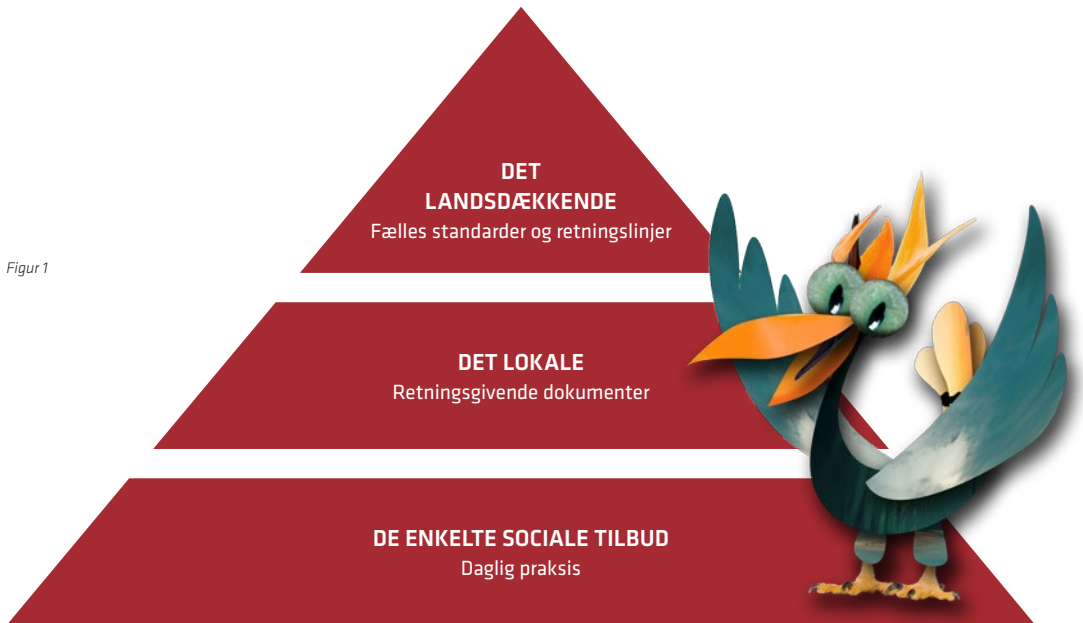 DET
LANDSDÆKKENDE
Fælles standarder og retningslinjer
Figur 1
DET LOKALE
Retningsgivende dokumenter
DE ENKELTE SOCIALE TILBUD
Daglig praksis